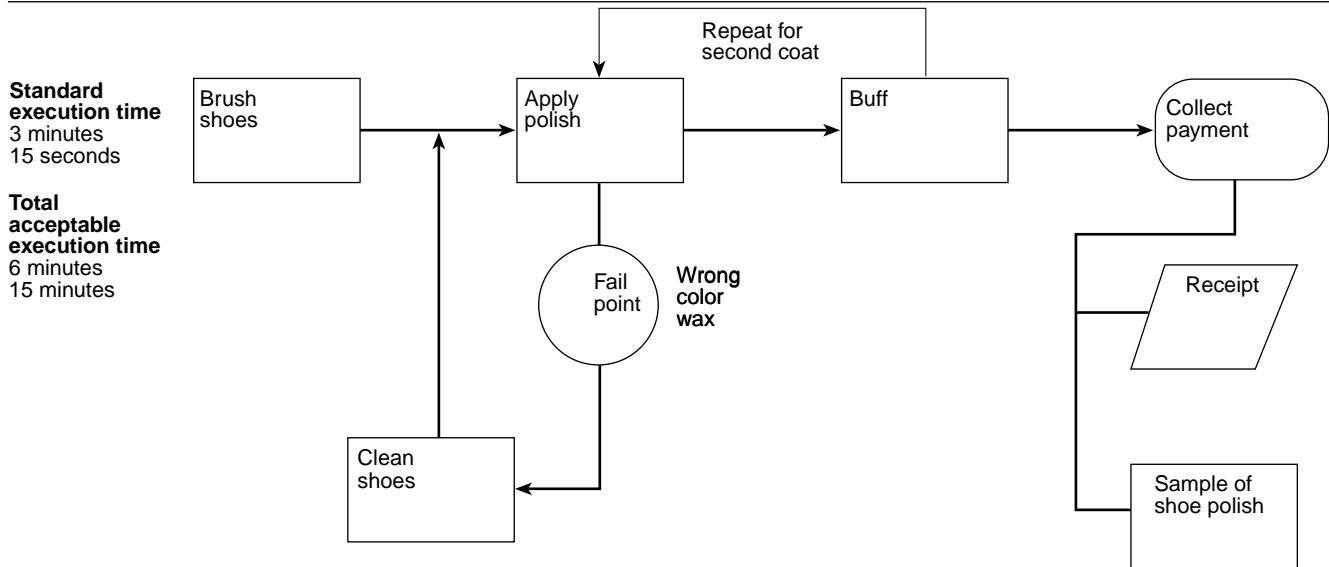 Repeat for
second coat
Standard
execution time
3 minutes
15 seconds
Brush
shoes
Apply
polish
Buff
Collect
payment
Total
acceptable
execution time
6 minutes
15 minutes
Fail
point
Wrong
color
wax
Receipt
Clean
shoes
Sample of
shoe polish